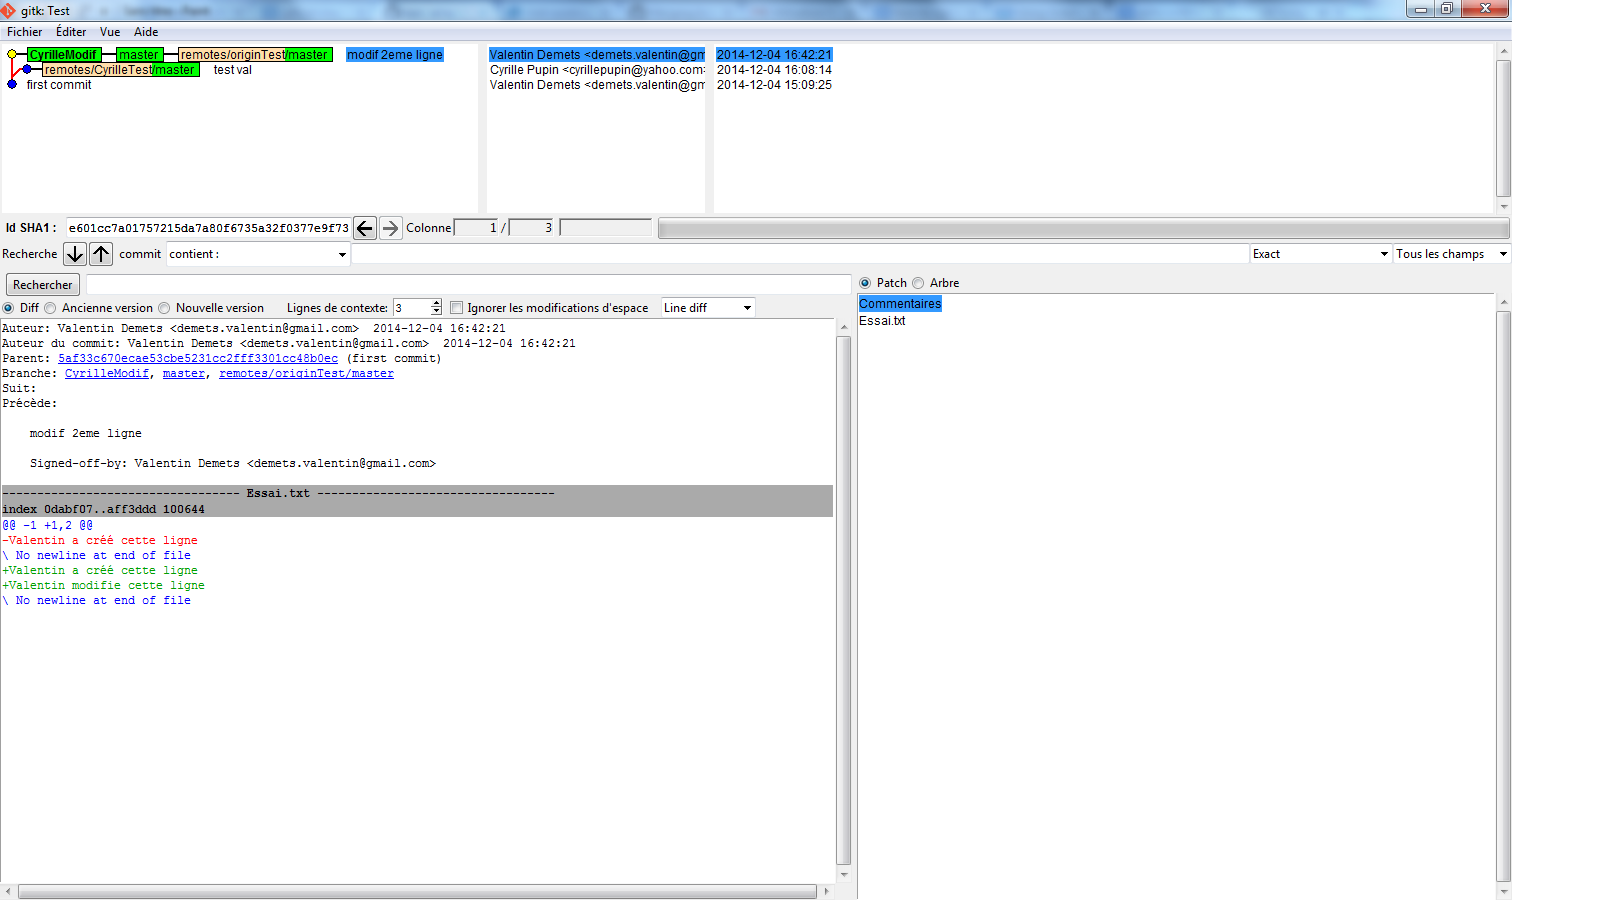 gitk: Test
Fichier Éditer Vue Aide
CyrilleModif master remotes/originTest/master modif 2eme ligne Valentin Demets <demets.valentin@gm 2014-12-04 16:42:21
remotes/CyrilleTest/master test val Cyrille Pupin <cyrillepupin@yahoo.com> 2014-12-04 16:08:14
first commit Valentin Demets <demets.valentin@gm 2014-12-04 15:09:25
Id SHA1 : e601cc7a01757215da7a80f6735a32f0377e9f73 Colonne 1 / 3
Recherche commit contient : Exact Tous les champs
Rechercher Patch Arbre
Diff Ancienne version Nouvelle version Lignes de contexte: 3 Ignorer les modifications d'espace Line diff
Commentaires
Essai.txt
Auteur: Valentin Demets <demets.valentin@gmail.com> 2014-12-04 16:42:21
Auteur du commit: Valentin Demets <demets.valentin@gmail.com> 2014-12-04 16:42:21
Parent: 5af33c670ecae53cbe5231cc2fff3301cc48b0ec (first commit)
Branche: CyrilleModif, master, remotes/originTest/master
Suit:
Précède:
modif 2eme ligne
Signed-off-by: Valentin Demets <demets.valentin@gmail.com>
---------------------------------- Essai.txt ----------------------------------
index 0dabf07..aff3ddd 100644
@@ -1 +1,2 @@
-Valentin a créé cette ligne
\ No newline at end of file
+Valentin a créé cette ligne
+Valentin modifie cette ligne
\ No newline at end of file